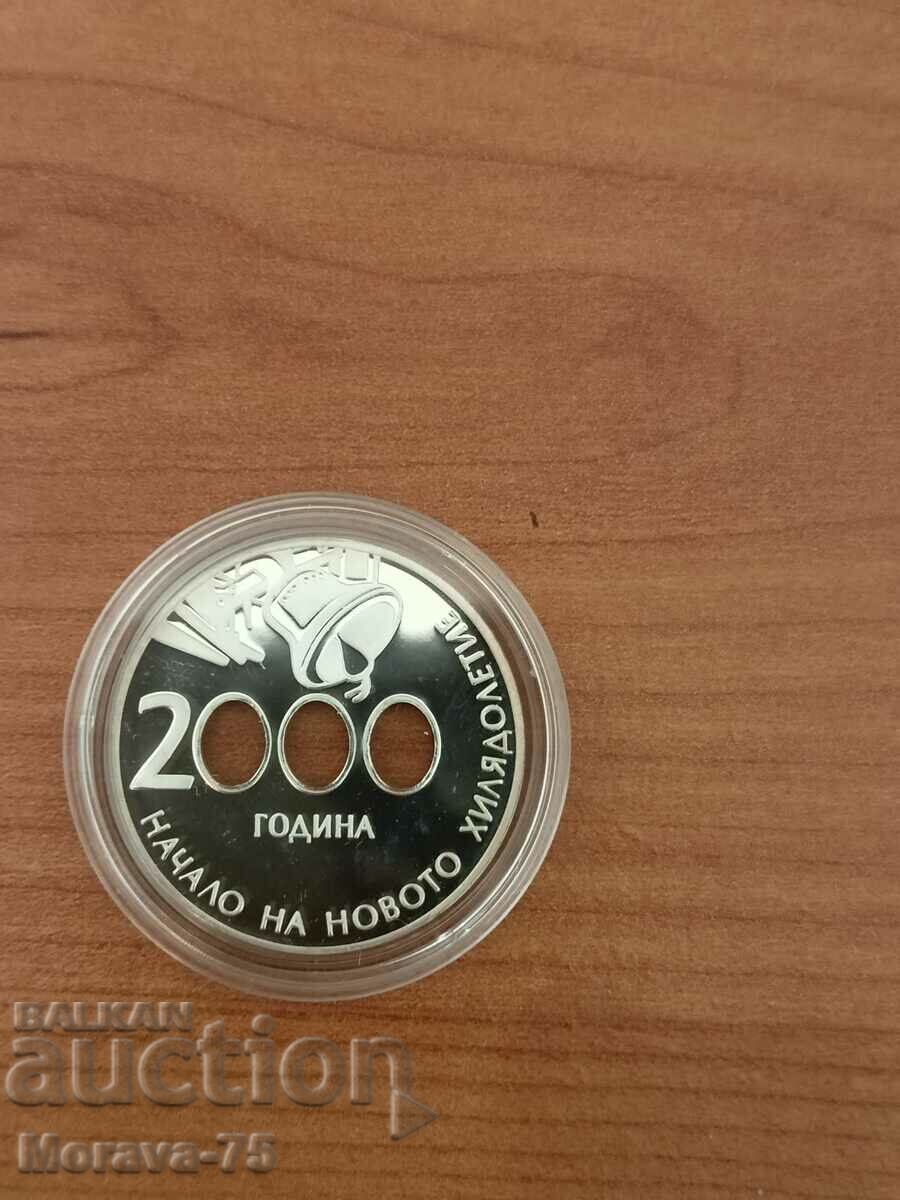 2000
ГОДИНА
НАЧАЛО НА НОВОТО ХИЛЯДОЛЕТИЕ
BALKAN
auction
Morava-75